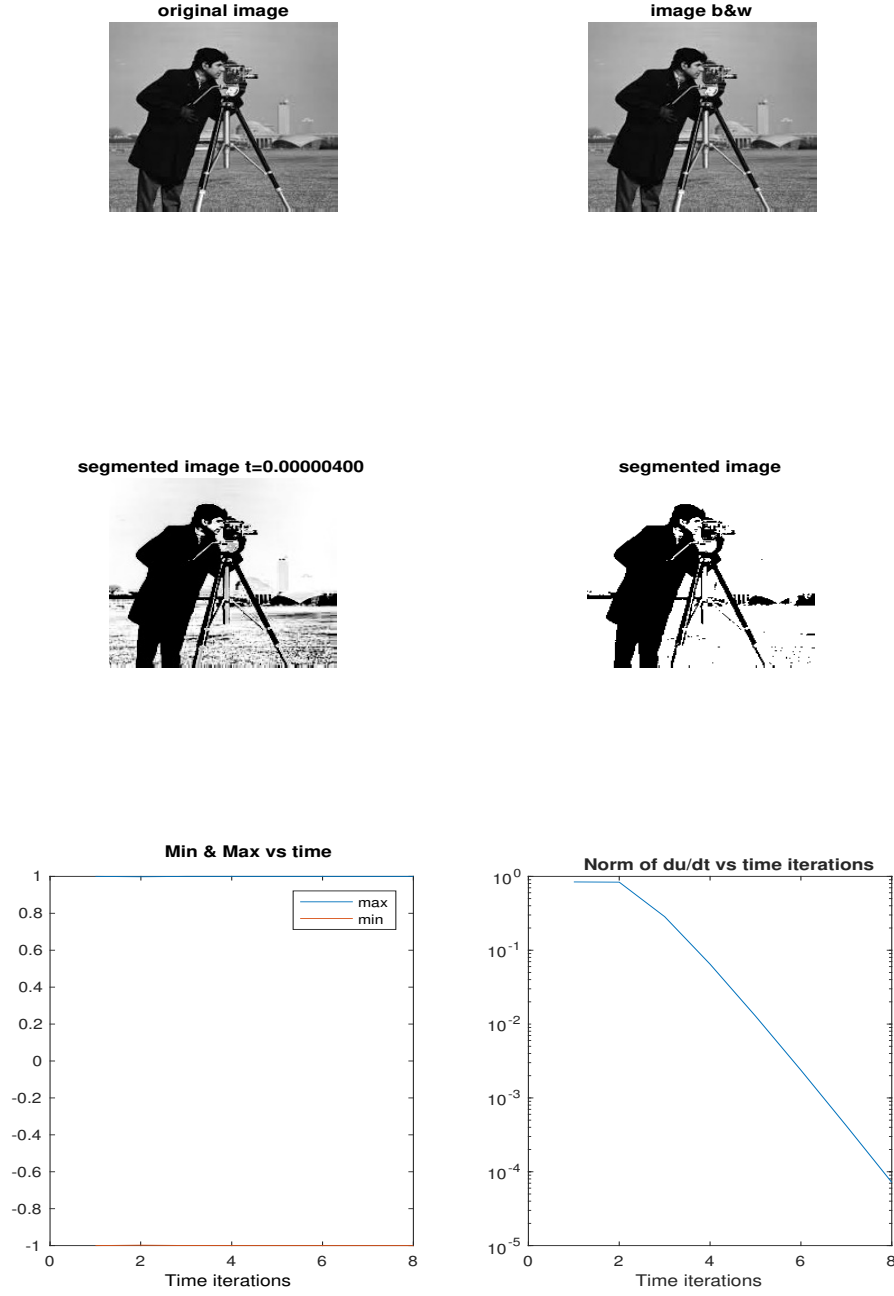 original image
image b&w
segmented image t=0.00000400
segmented image
Min & Max vs time
1
0.8
0.6
0.4
0.2
0
-0.2
-0.4
-0.6
-0.8
-1
0 2 4 6 8
Time iterations
max
min
Norm of du/dt vs time iterations
10^0
10^-1
10^-2
10^-3
10^-4
10^-5
0 2 4 6 8
Time iterations